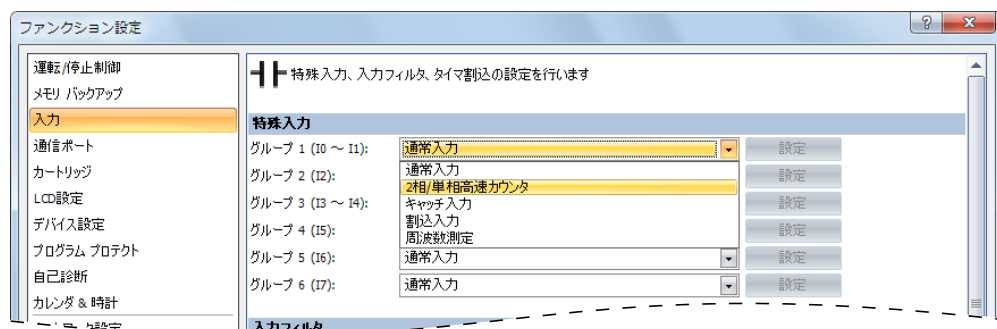 ファンクション設定
運転/停止制御
メモリ バックアップ
入力
通信ポート
カートリッジ
LCD設定
デバイス設定
プログラム プロテクト
自己診断
カレンダ & 時計
特殊入力、入力フィルタ、タイマ割込の設定を行います
特殊入力
グループ 1 (I0 ～ I1): 通常入力 設定
グループ 2 (I2): 設定
グループ 3 (I3 ～ I4): 設定
グループ 4 (I5): 設定
通常入力
2相/単相高速カウンタ
キャッチ入力
割込入力
周波数測定
グループ 5 (I6): 通常入力 設定
グループ 6 (I7): 通常入力 設定
入力フィルタ